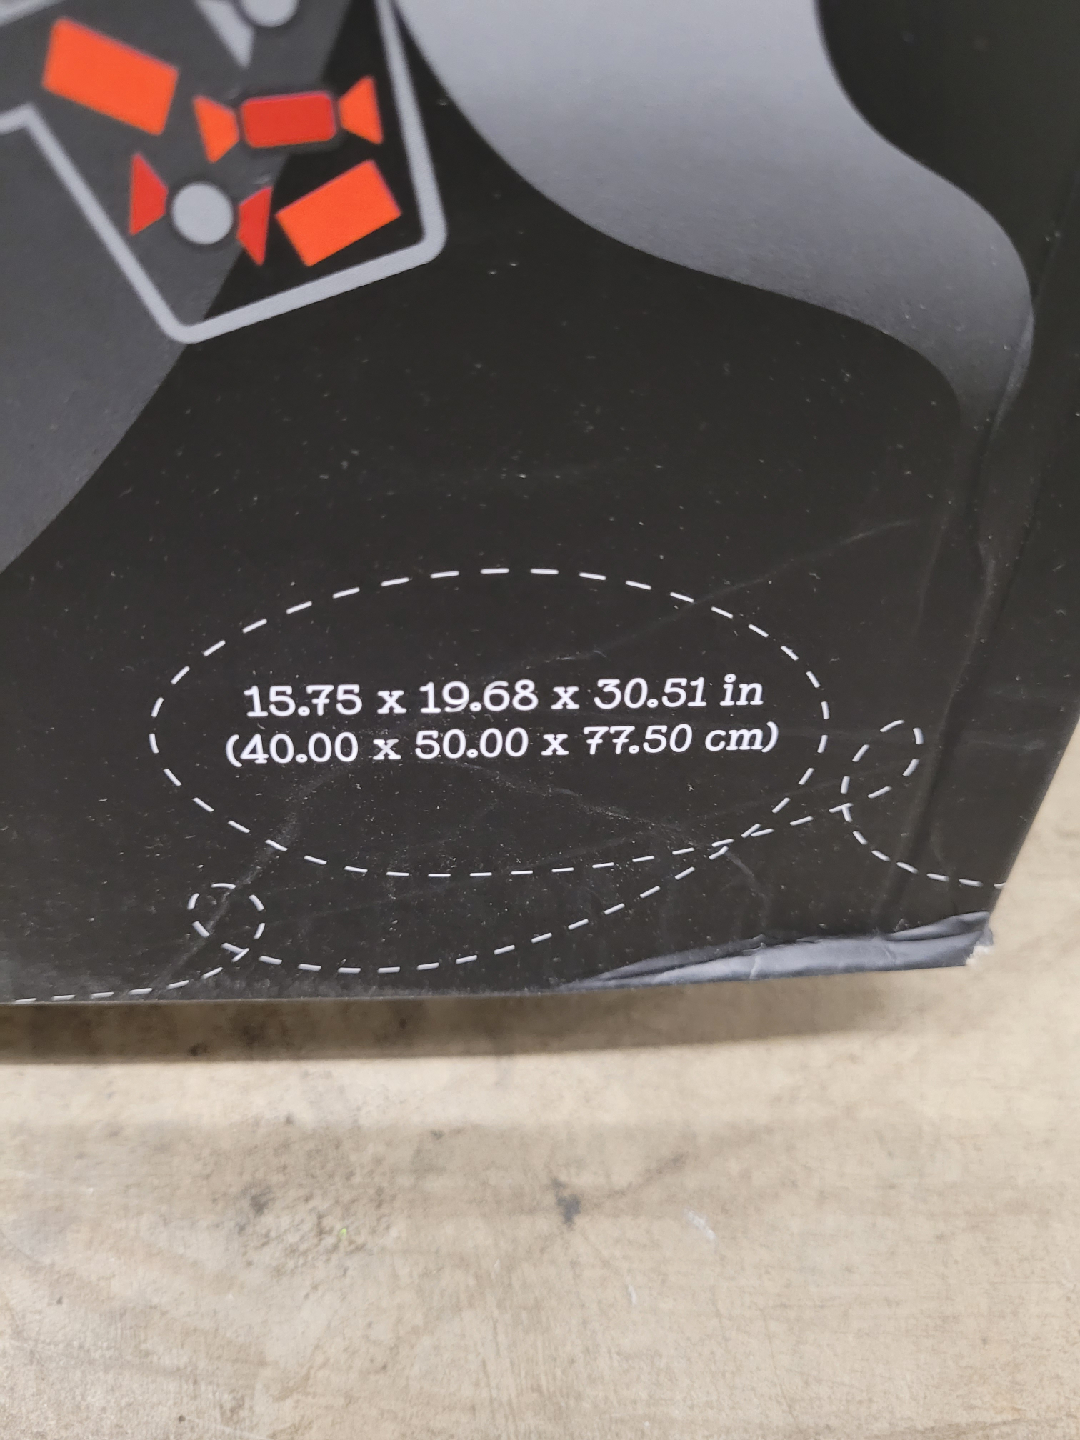 15.75 x 19.68 x 30.51 in
(40.00 x 50.00 x 77.50 cm)